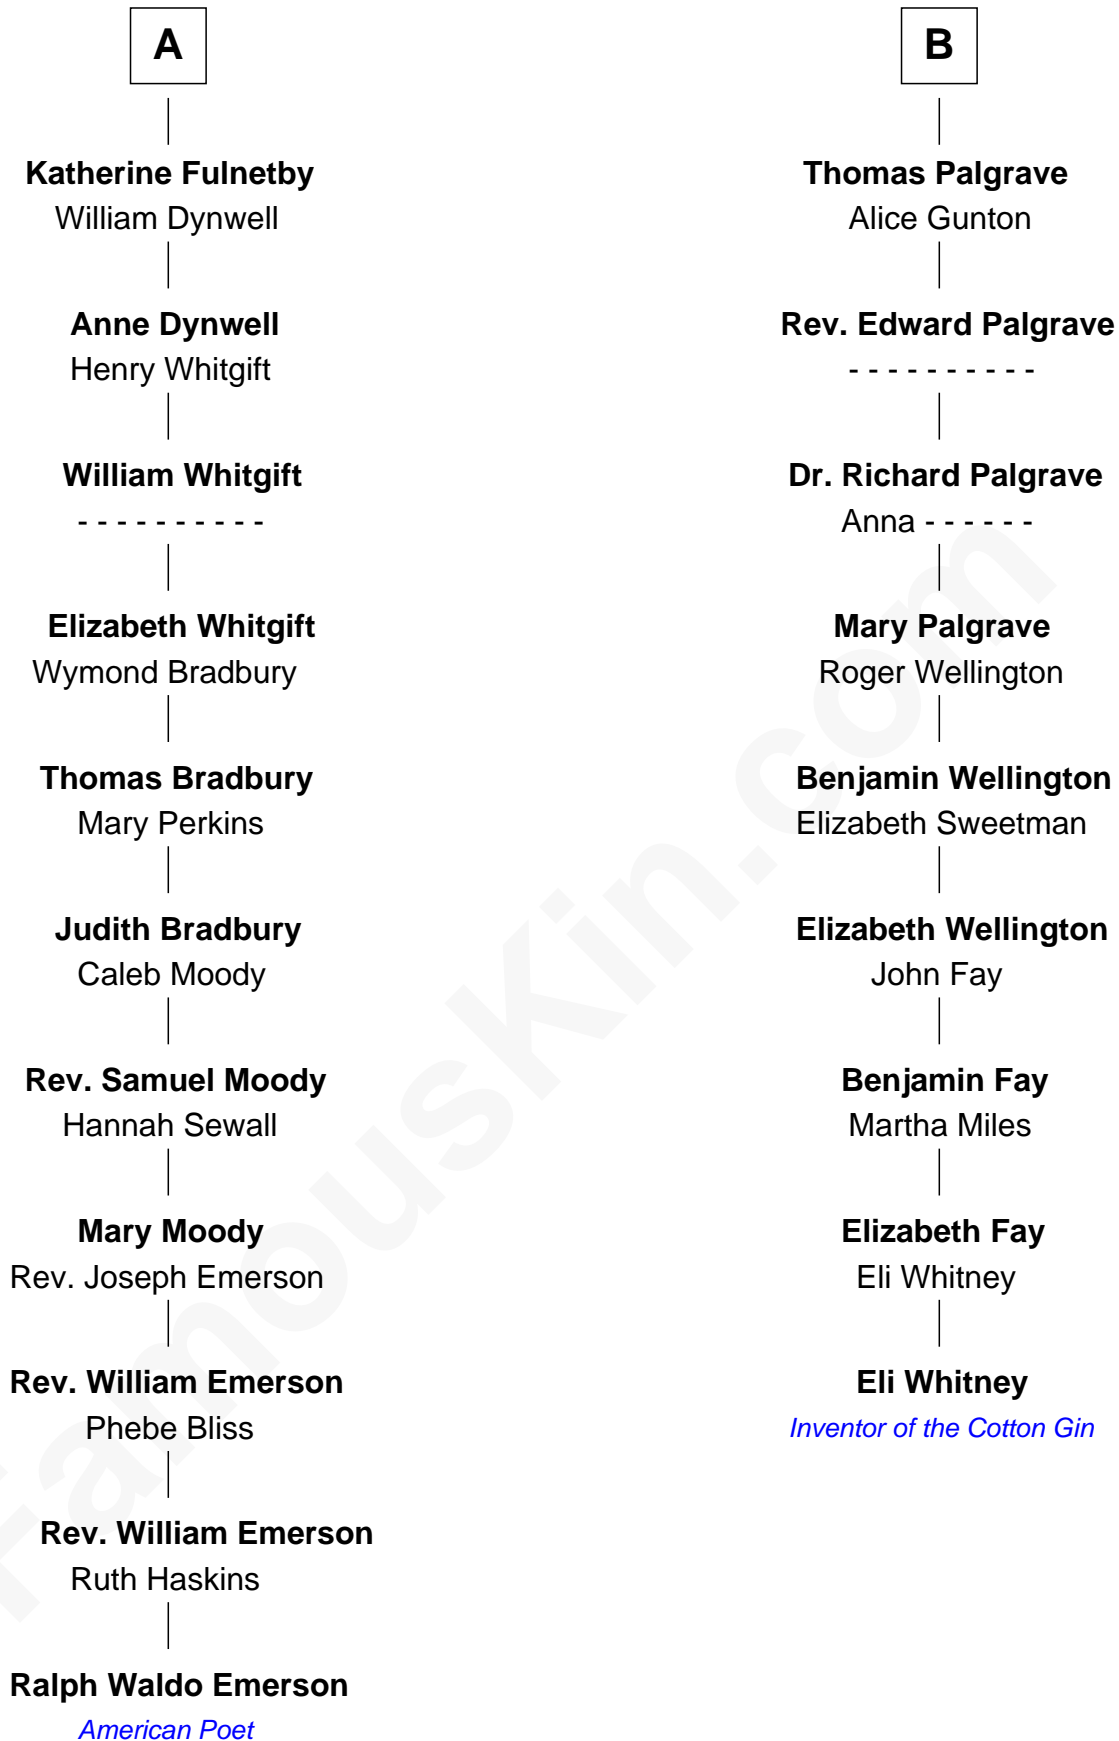 A
Katherine Fulnetby
William Dynwell
Anne Dynwell
Henry Whitgift
William Whitgift
- - - - - - - - - -
Elizabeth Whitgift
Wymond Bradbury
Thomas Bradbury
Mary Perkins
Judith Bradbury
Caleb Moody
Rev. Samuel Moody
Hannah Sewall
Mary Moody
Rev. Joseph Emerson
Rev. William Emerson
Phebe Bliss
Rev. William Emerson
Ruth Haskins
Ralph Waldo Emerson
American Poet
B
Thomas Palgrave
Alice Gunton
Rev. Edward Palgrave
- - - - - - - - - -
Dr. Richard Palgrave
Anna - - - - - -
Mary Palgrave
Roger Wellington
Benjamin Wellington
Elizabeth Sweetman
Elizabeth Wellington
John Fay
Benjamin Fay
Martha Miles
Elizabeth Fay
Eli Whitney
Eli Whitney
Inventor of the Cotton Gin
FamousKin.com